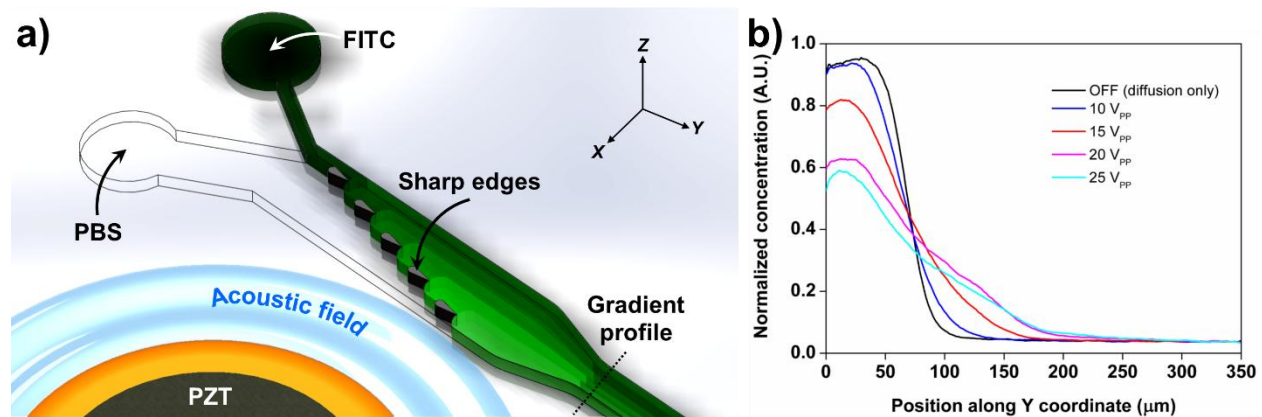 a)
FITC
Z
Y
X
Sharp edges
PBS
Acoustic field
Gradient
profile
PZT
b)
Normalized concentration (A.U.)
1.0
0.8
0.6
0.4
0.2
0.0
OFF (diffusion only)
10 VPP
15 VPP
20 VPP
25 VPP
0 50 100 150 200 250 300 350
Position along Y coordinate (μm)